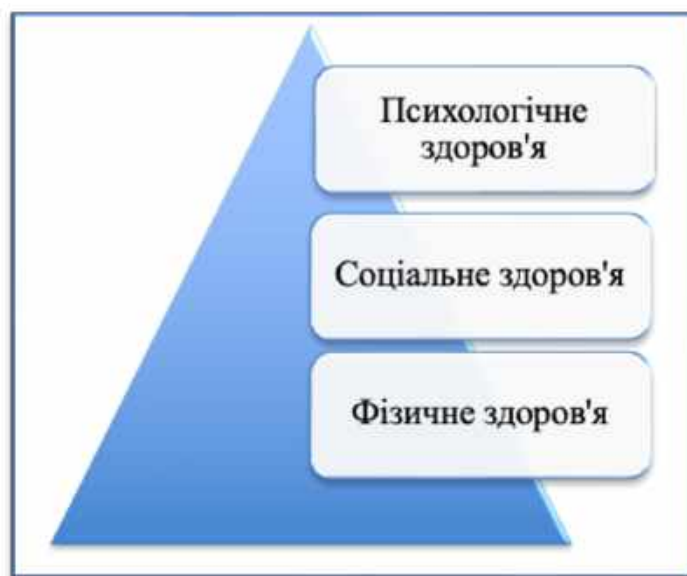 Психологічне
здоров'я
Соціальне здоров'я
Фізичне здоров'я